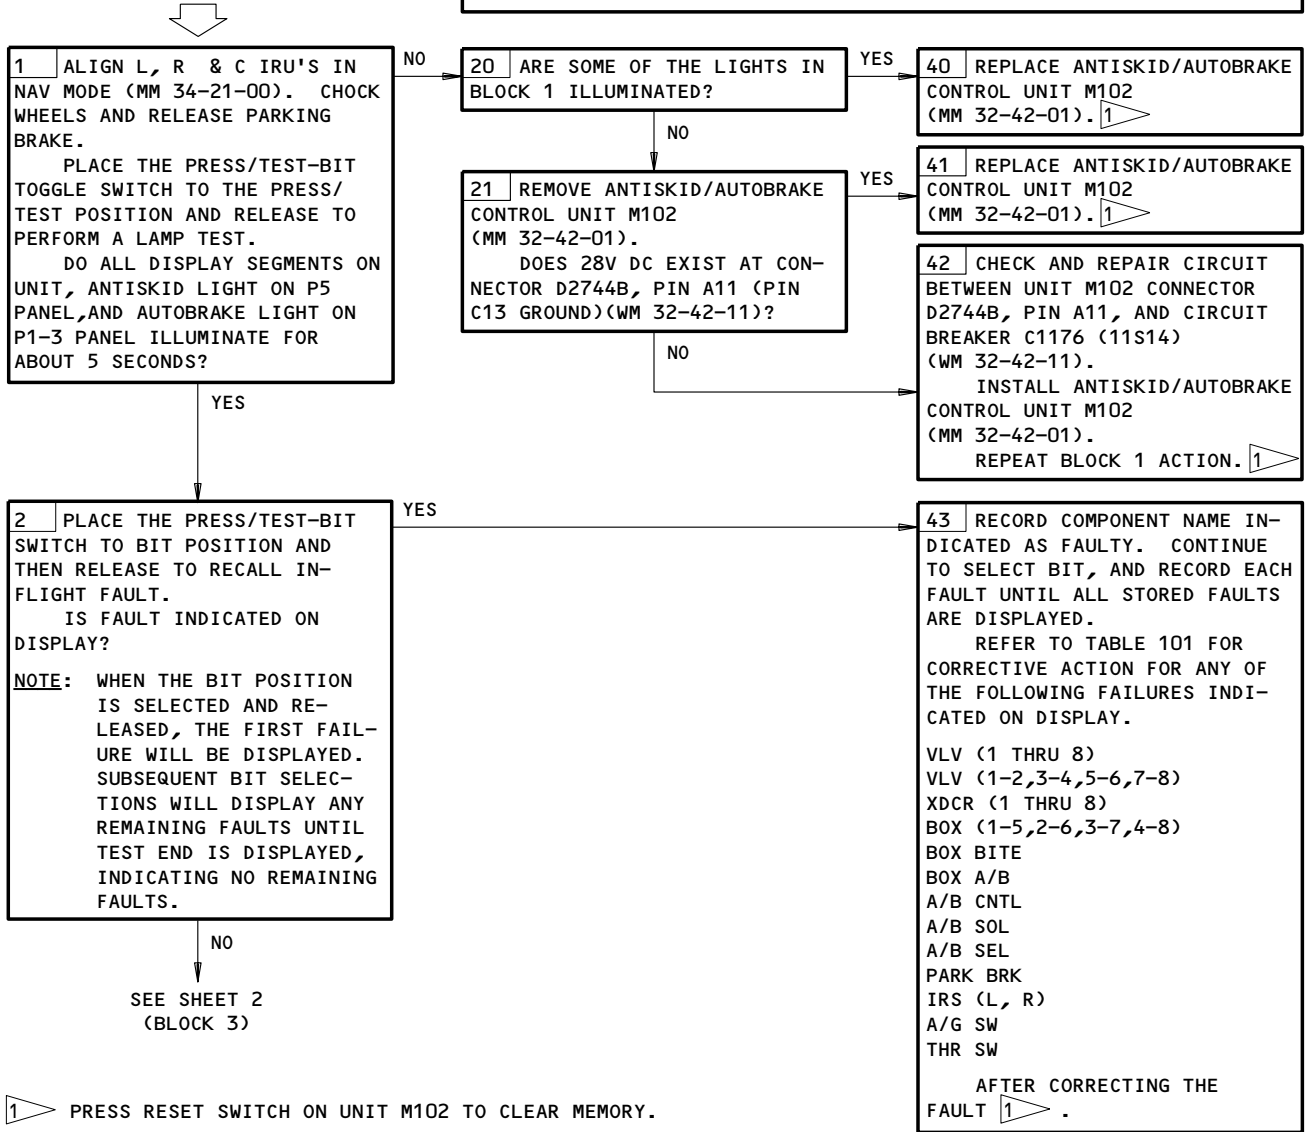 1 ALIGN L, R & C IRU'S IN
NAV MODE (MM 34-21-00). CHOCK
WHEELS AND RELEASE PARKING
BRAKE.
PLACE THE PRESS/TEST-BIT
TOGGLE SWITCH TO THE PRESS/
TEST POSITION AND RELEASE TO
PERFORM A LAMP TEST.
DO ALL DISPLAY SEGMENTS ON
UNIT, ANTISKID LIGHT ON P5
PANEL,AND AUTOBRAKE LIGHT ON
P1-3 PANEL ILLUMINATE FOR
ABOUT 5 SECONDS?
NO
20 ARE SOME OF THE LIGHTS IN
BLOCK 1 ILLUMINATED?
YES
40 REPLACE ANTISKID/AUTOBRAKE
CONTROL UNIT M102
(MM 32-42-01). 1
NO
21 REMOVE ANTISKID/AUTOBRAKE
CONTROL UNIT M102
(MM 32-42-01).
DOES 28V DC EXIST AT CON-
NECTOR D2744B, PIN A11 (PIN
C13 GROUND)(WM 32-42-11)?
YES
41 REPLACE ANTISKID/AUTOBRAKE
CONTROL UNIT M102
(MM 32-42-01). 1
NO
42 CHECK AND REPAIR CIRCUIT
BETWEEN UNIT M102 CONNECTOR
D2744B, PIN A11, AND CIRCUIT
BREAKER C1176 (11S14)
(WM 32-42-11).
INSTALL ANTISKID/AUTOBRAKE
CONTROL UNIT M102
(MM 32-42-01).
REPEAT BLOCK 1 ACTION. 1
YES
2 PLACE THE PRESS/TEST-BIT
SWITCH TO BIT POSITION AND
THEN RELEASE TO RECALL IN-
FLIGHT FAULT.
IS FAULT INDICATED ON
DISPLAY?
NOTE: WHEN THE BIT POSITION
IS SELECTED AND RE-
LEASED, THE FIRST FAIL-
URE WILL BE DISPLAYED.
SUBSEQUENT BIT SELEC-
TIONS WILL DISPLAY ANY
REMAINING FAULTS UNTIL
TEST END IS DISPLAYED,
INDICATING NO REMAINING
FAULTS.
YES
43 RECORD COMPONENT NAME IN-
DICATED AS FAULTY. CONTINUE
TO SELECT BIT, AND RECORD EACH
FAULT UNTIL ALL STORED FAULTS
ARE DISPLAYED.
REFER TO TABLE 101 FOR
CORRECTIVE ACTION FOR ANY OF
THE FOLLOWING FAILURES INDI-
CATED ON DISPLAY.
VLV (1 THRU 8)
VLV (1-2,3-4,5-6,7-8)
XDCR (1 THRU 8)
BOX (1-5,2-6,3-7,4-8)
BOX BITE
BOX A/B
A/B CNTL
A/B SOL
A/B SEL
PARK BRK
IRS (L, R)
A/G SW
THR SW
AFTER CORRECTING THE
FAULT 1 .
NO
SEE SHEET 2
(BLOCK 3)
1 PRESS RESET SWITCH ON UNIT M102 TO CLEAR MEMORY.